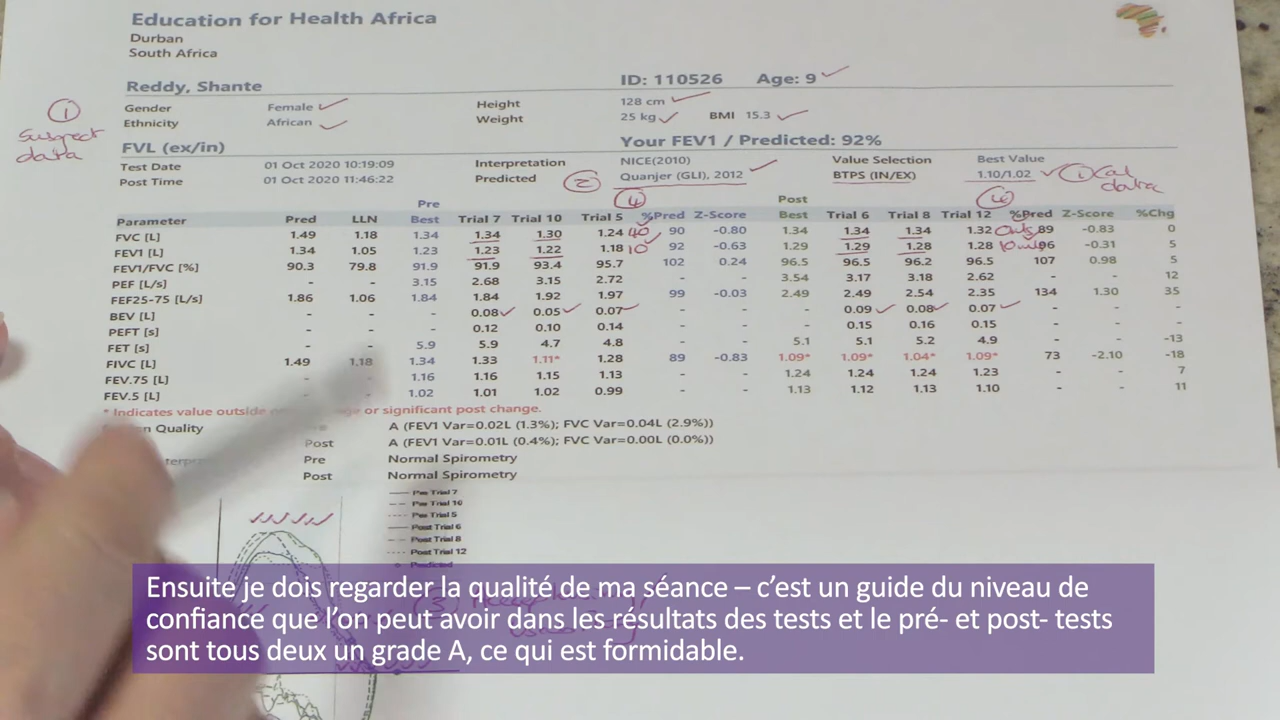 Education for Health Africa
Durban
South Africa
Reddy, Shante ID: 110526 Age: 9
Gender Female Height 128 cm
Ethnicity African Weight 25 kg BMI 15.3
① Suspect data
FVL (ex/in) Your FEV1 / Predicted: 92%
Test Date 01 Oct 2020 10:19:09 Interpretation NICE(2010) Value Selection Best Value
Post Time 01 Oct 2020 11:46:22 Predicted ② Quanjer (GLI), 2012 BTPS (IN/EX) 1.10/1.02 ① Cal data
④ ④
Pre Post
Parameter Pred LLN Best Trial 7 Trial 10 Trial 5 %Pred Z-Score Best Trial 6 Trial 8 Trial 12 %Pred Z-Score %Chg
FVC [L] 1.49 1.18 1.34 1.34 1.30 1.24 40 90 -0.80 1.34 1.34 1.34 1.32 89 -0.83 0
FEV1 [L] 1.34 1.05 1.23 1.23 1.22 1.18 10 92 -0.63 1.29 1.29 1.28 1.28 96 -0.31 5
FEV1/FVC [%] 90.3 79.8 91.9 91.9 93.4 95.7 102 0.24 96.5 96.5 96.2 96.5 107 0.98 5
PEF [L/s] - - 3.15 2.68 3.15 2.72 - - 3.54 3.17 3.18 2.62 - - 12
FEF25-75 [L/s] 1.86 1.06 1.84 1.84 1.92 1.97 99 -0.03 2.49 2.49 2.54 2.35 134 1.30 35
BEV [L] - - - 0.08 0.05 0.07 - - - 0.09 0.08 0.07 - - -
PEFT [s] - - - 0.12 0.10 0.14 - - - 0.15 0.16 0.15 - - -
FET [s] - - 5.9 5.9 4.7 4.8 - - 5.1 5.1 5.2 4.9 - - -13
FIVC [L] 1.49 1.18 1.34 1.33 1.11* 1.28 89 -0.83 1.09* 1.09* 1.04* 1.09* 73 -2.10 -18
FEV.75 [L] - - 1.16 1.16 1.15 1.13 - - 1.24 1.24 1.24 1.23 - - 7
FEV.5 [L] - - 1.02 1.01 1.02 0.99 - - 1.13 1.12 1.13 1.10 - - 11
* Indicates value outside or significant post change.
Quality A (FEV1 Var=0.02L (1.3%); FVC Var=0.04L (2.9%))
Post A (FEV1 Var=0.01L (0.4%); FVC Var=0.00L (0.0%))
Pre Normal Spirometry
Post Normal Spirometry
Pre Trial 7
Pre Trial 10
Pre Trial 5
Post Trial 6
Post Trial 8
Post Trial 12
Predicted
Ensuite je dois regarder la qualité de ma séance – c'est un guide du niveau de
confiance que l'on peut avoir dans les résultats des tests et le pré- et post- tests
sont tous deux un grade A, ce qui est formidable.